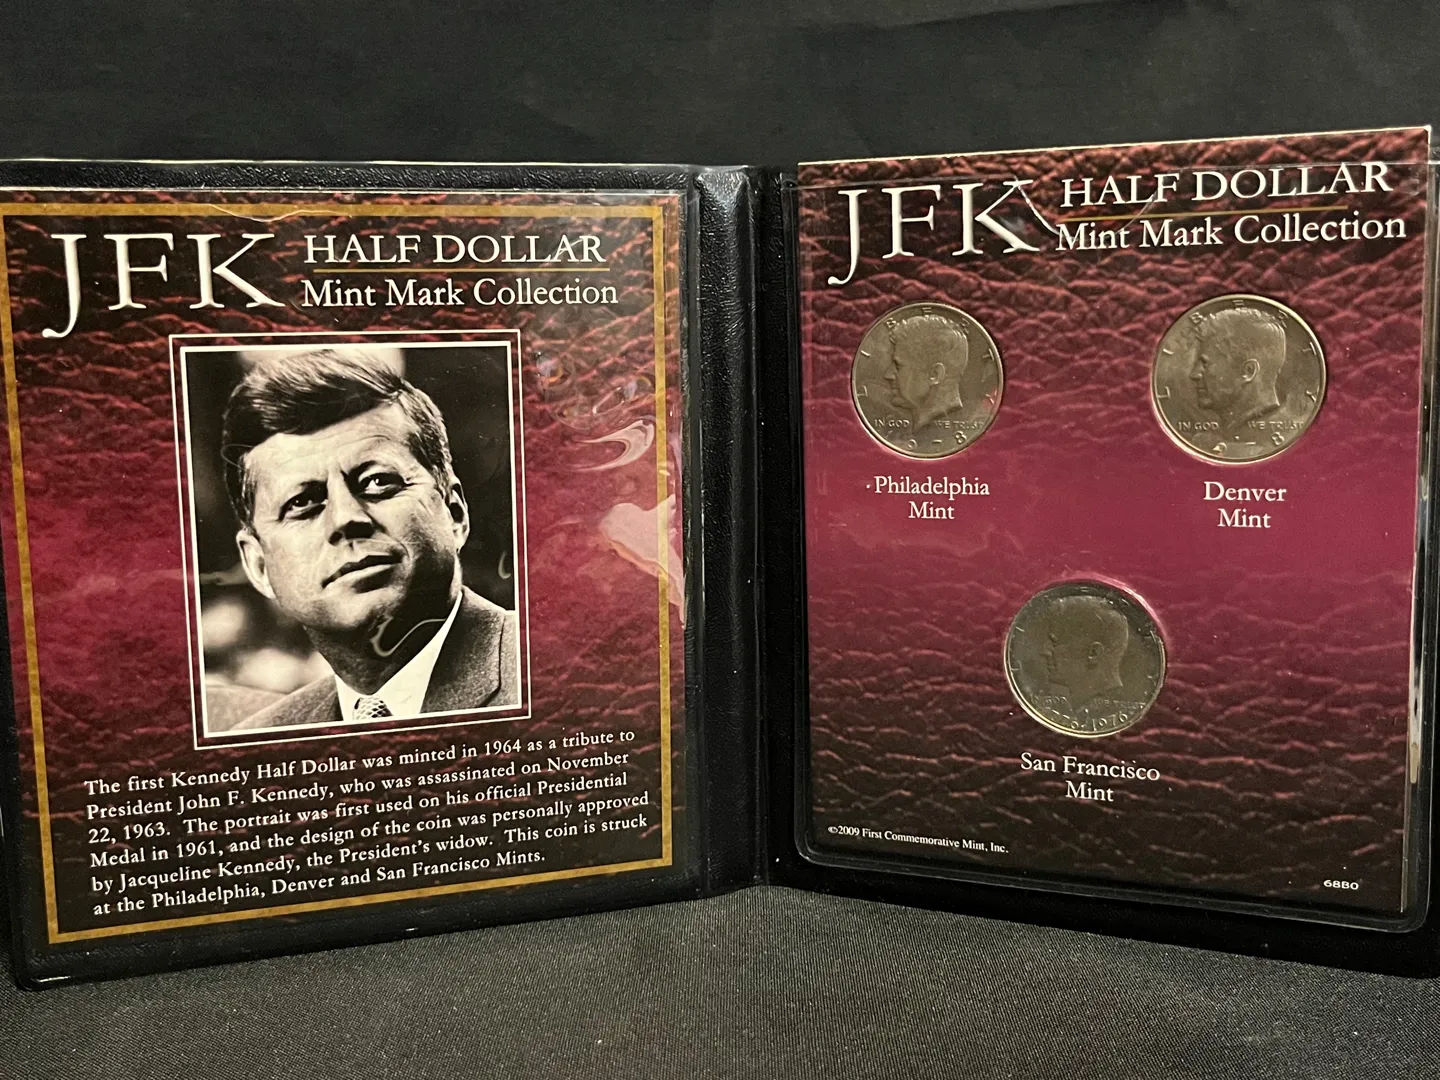 JFK HALF DOLLAR
Mint Mark Collection
The first Kennedy Half Dollar was minted in 1964 as a tribute to
President John F. Kennedy, who was assassinated on November
22, 1963. The portrait was first used on his official Presidential
Medal in 1961, and the design of the coin was personally approved
by Jacqueline Kennedy, the President's widow. This coin is struck
at the Philadelphia, Denver and San Francisco Mints.
JFK HALF DOLLAR
Mint Mark Collection
LIBERTY
IN GOD WE TRUST
1978
Philadelphia
Mint
LIBERTY
IN GOD WE TRUST
1978
Denver
Mint
IN GOD
1776·1976
San Francisco
Mint
©2009 First Commemorative Mint, Inc.
68B0